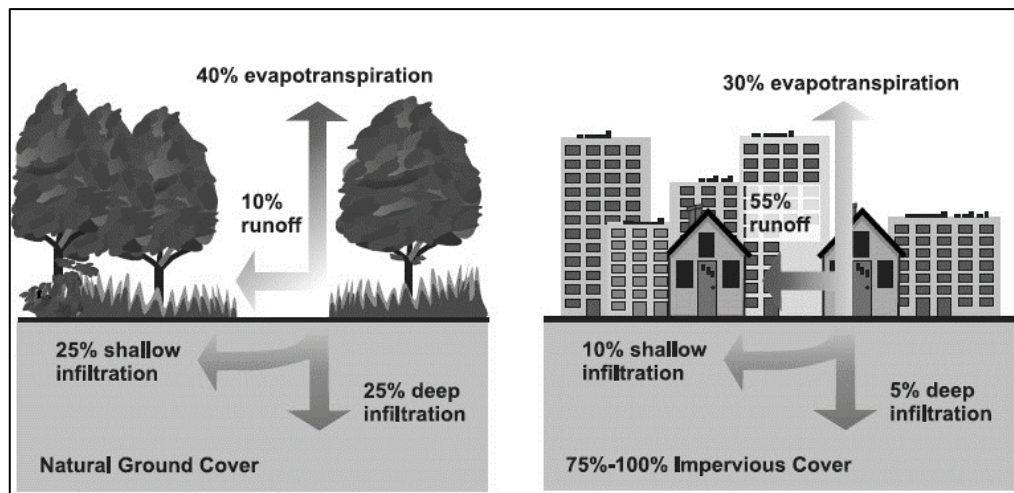 40% evapotranspiration
10%
runoff
25% shallow
infiltration
25% deep
infiltration
Natural Ground Cover
30% evapotranspiration
55%
runoff
10% shallow
infiltration
5% deep
infiltration
75%-100% Impervious Cover